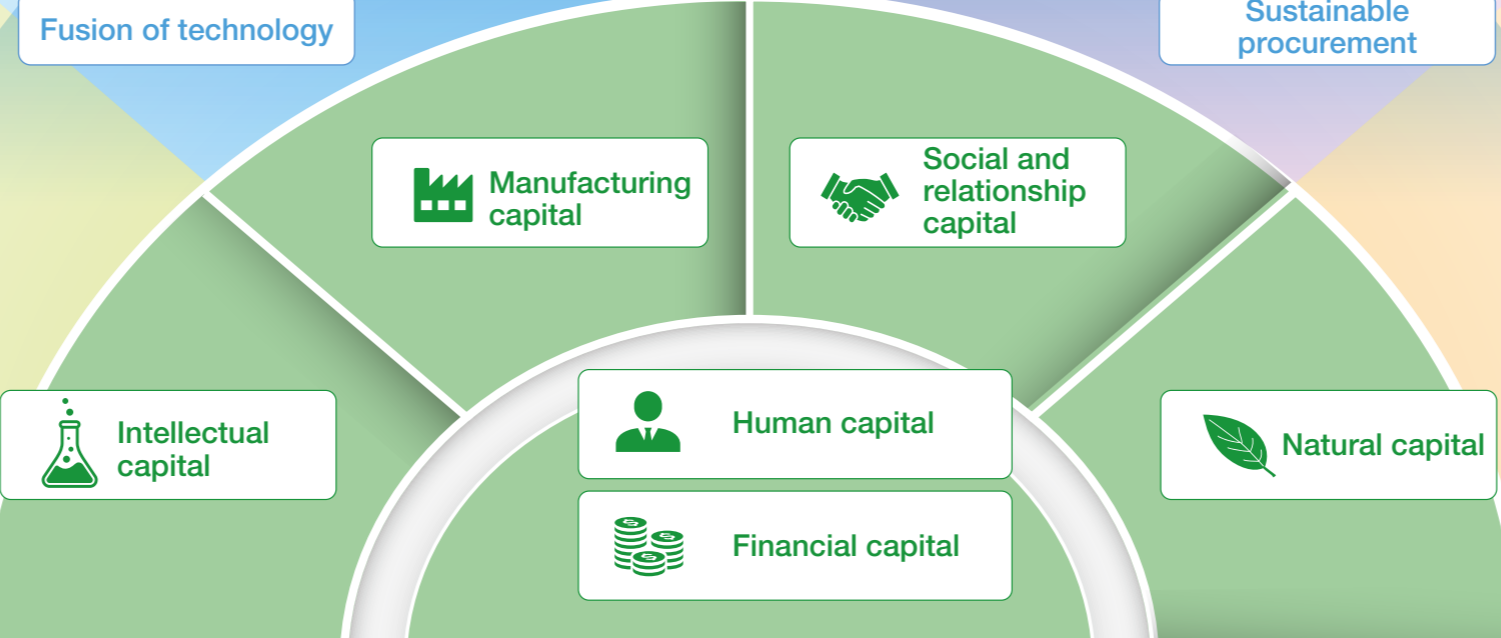 Fusion of technology
Sustainable
procurement
Manufacturing
capital
Social and
relationship
capital
Intellectual
capital
Human capital
Natural capital
Financial capital